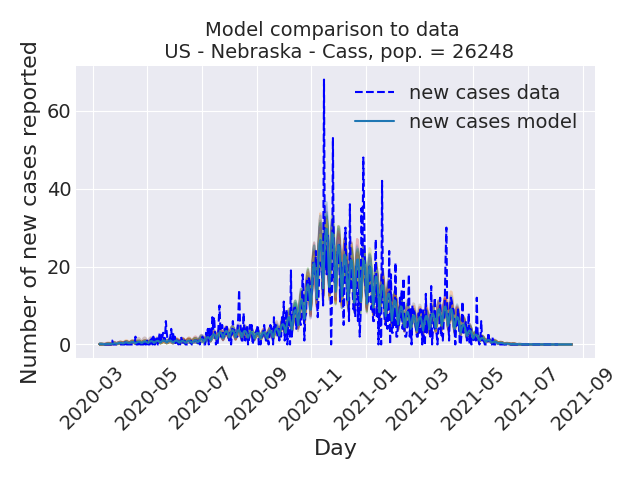 Model comparison to data
US - Nebraska - Cass, pop. = 26248
Number of new cases reported
60
40
20
0
new cases data
new cases model
2020-03
2020-05
2020-07
2020-09
2020-11
2021-01
2021-03
2021-05
2021-07
2021-09
Day